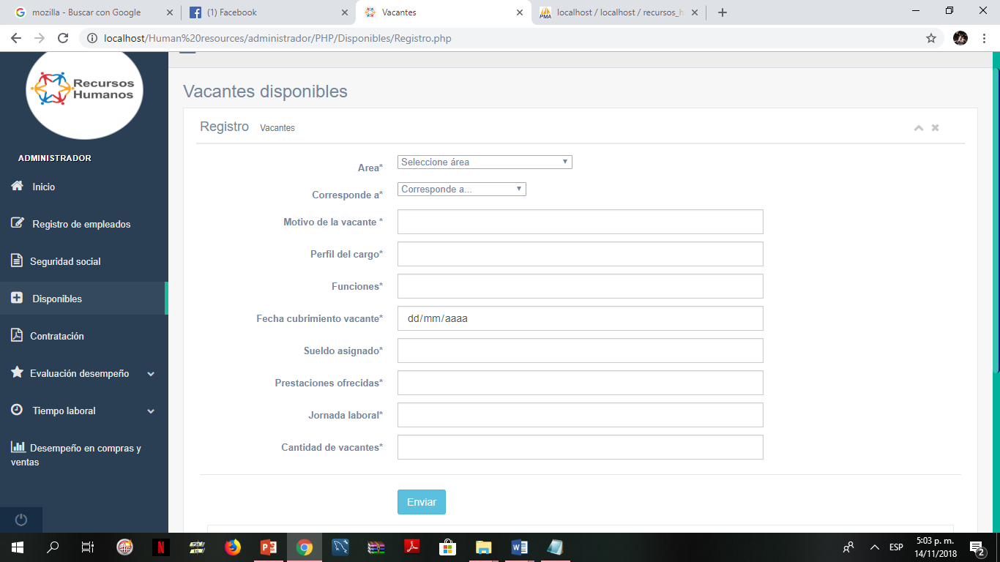 mozilla - Buscar con Google
(1) Facebook
Vacantes
localhost / localhost / recursos_h
localhost/Human%20resources/administrador/PHP/Disponibles/Registro.php
Recursos
Humanos
ADMINISTRADOR
Inicio
Registro de empleados
Seguridad social
Disponibles
Contratación
Evaluación desempeño
Tiempo laboral
Desempeño en compras y
ventas
Vacantes disponibles
Registro Vacantes
Area* Seleccione área
Corresponde a* Corresponde a...
Motivo de la vacante *
Perfil del cargo*
Funciones*
Fecha cubrimiento vacante* dd/mm/aaaa
Sueldo asignado*
Prestaciones ofrecidas*
Jornada laboral*
Cantidad de vacantes*
Enviar
ESP
5:03 p. m.
14/11/2018
2